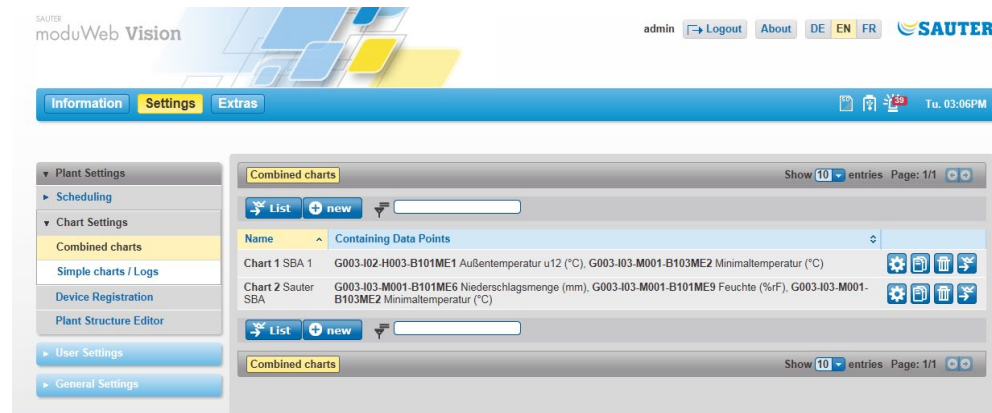 SAUTER
moduWeb Vision
admin Logout About DE EN FR SAUTER
Information Settings Extras
39 Tu. 03:06PM
Plant Settings
Scheduling
Chart Settings
Combined charts
Simple charts / Logs
Device Registration
Plant Structure Editor
User Settings
General Settings
Combined charts Show 10 entries Page: 1/1
List new
Name Containing Data Points
Chart 1 SBA 1 G003-I02-H003-B101ME1 Außentemperatur u12 (°C), G003-I03-M001-B103ME2 Minimaltemperatur (°C)
Chart 2 Sauter SBA G003-I03-M001-B101ME6 Niederschlagsmenge (mm), G003-I03-M001-B101ME9 Feuchte (%rF), G003-I03-M001-
B103ME2 Minimaltemperatur (°C)
List new
Combined charts Show 10 entries Page: 1/1